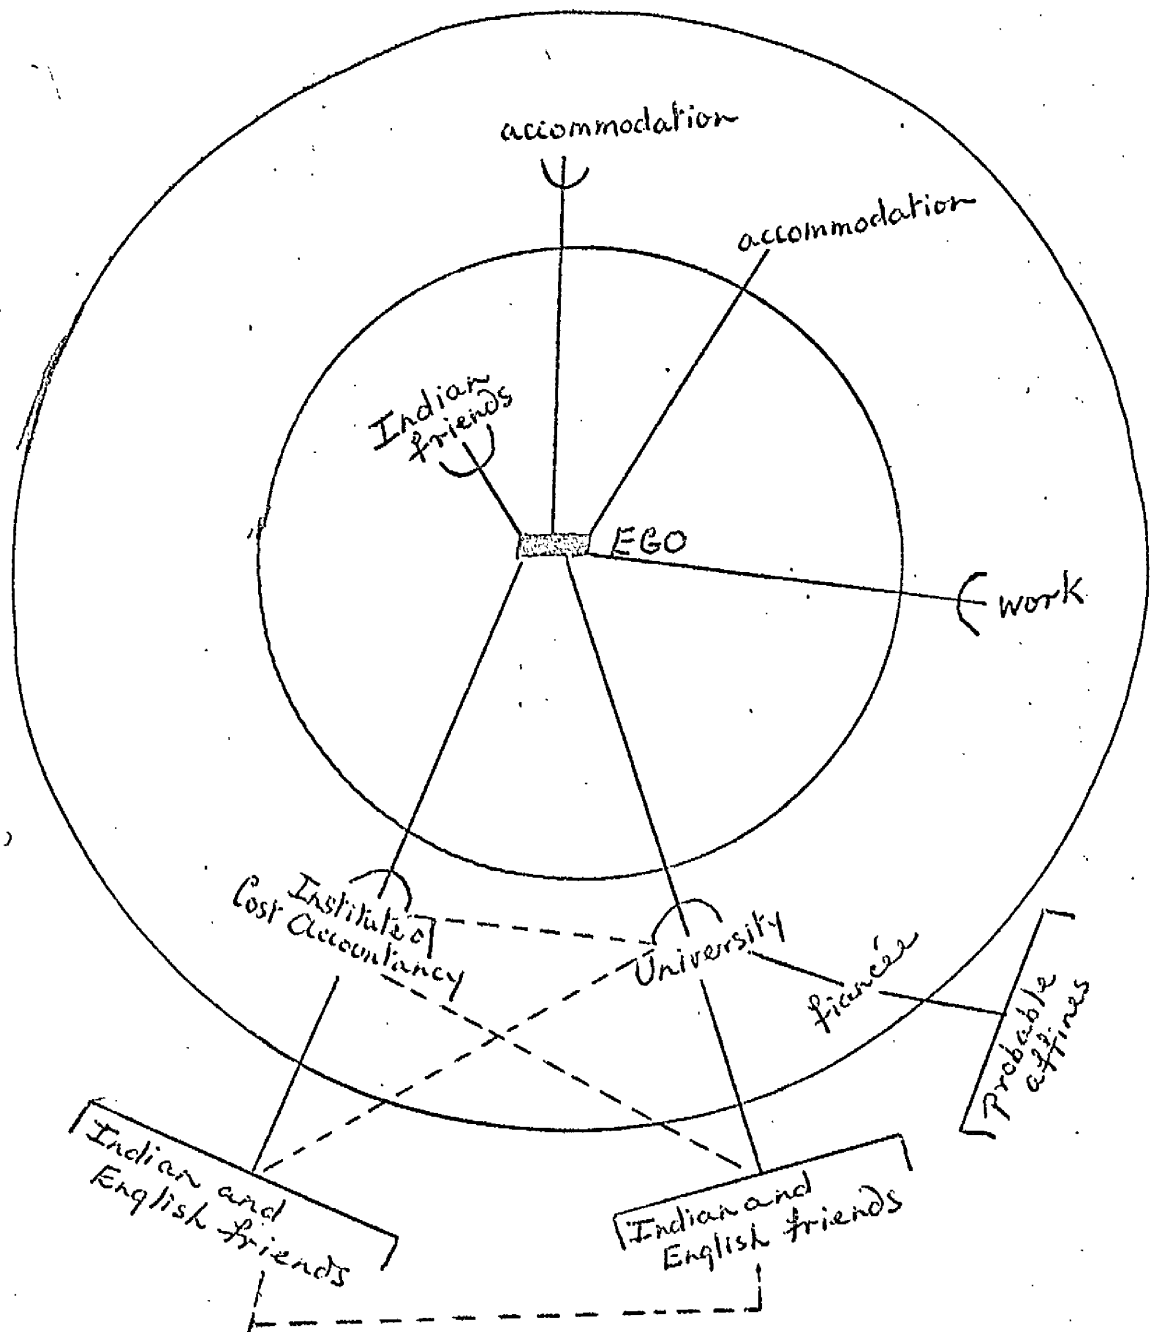 accommodation
accommodation
Indian
friends
EGO
work
Institute of
Cost Accountancy
University
fiancée
Probable
affines
Indian and
English friends
Indian and
English friends